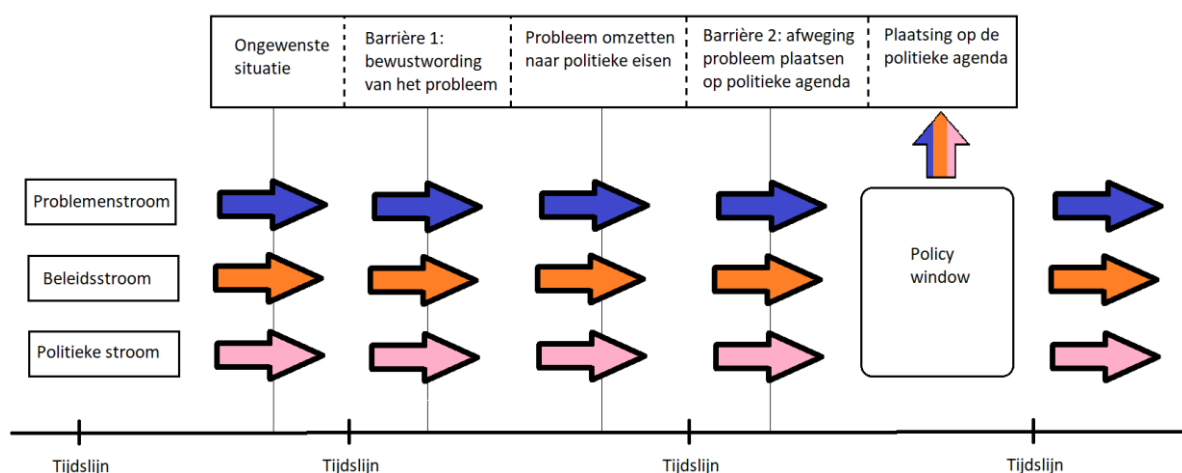 Ongewenste
situatie
Barrière 1:
bewustwording
van het probleem
Probleem omzetten
naar politieke eisen
Barrière 2: afweging
probleem plaatsen
op politieke agenda
Plaatsing op de
politieke agenda
Problemenstroom
Beleidsstroom
Politieke stroom
Policy
window
Tijdslijn
Tijdslijn
Tijdslijn
Tijdslijn